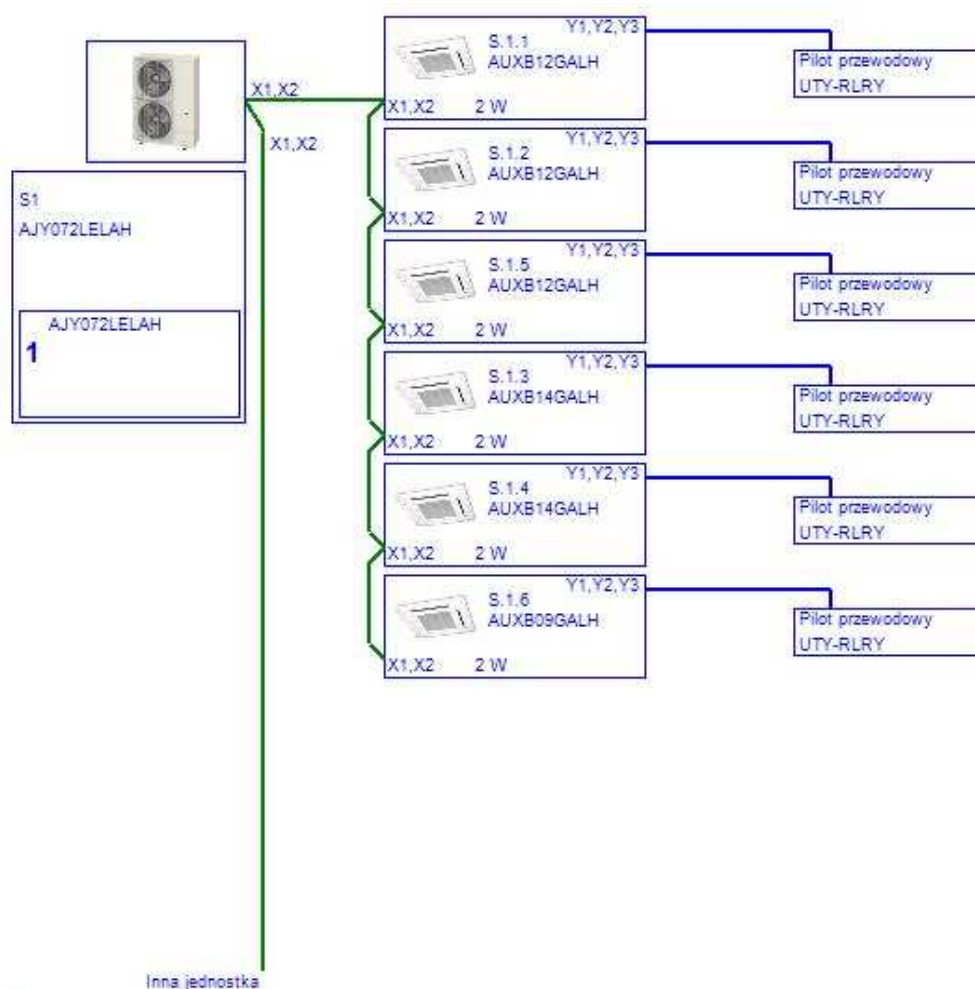 X1,X2
X1,X2
S1
AJY072LELAH
AJY072LELAH
1
Y1,Y2,Y3
S.1.1
AUXB12GALH
X1,X2 2 W
Pilot przewodowy
UTY-RLRY
Y1,Y2,Y3
S.1.2
AUXB12GALH
X1,X2 2 W
Pilot przewodowy
UTY-RLRY
Y1,Y2,Y3
S.1.5
AUXB12GALH
X1,X2 2 W
Pilot przewodowy
UTY-RLRY
Y1,Y2,Y3
S.1.3
AUXB14GALH
X1,X2 2 W
Pilot przewodowy
UTY-RLRY
Y1,Y2,Y3
S.1.4
AUXB14GALH
X1,X2 2 W
Pilot przewodowy
UTY-RLRY
Y1,Y2,Y3
S.1.6
AUXB09GALH
X1,X2 2 W
Pilot przewodowy
UTY-RLRY
Inna jednostka